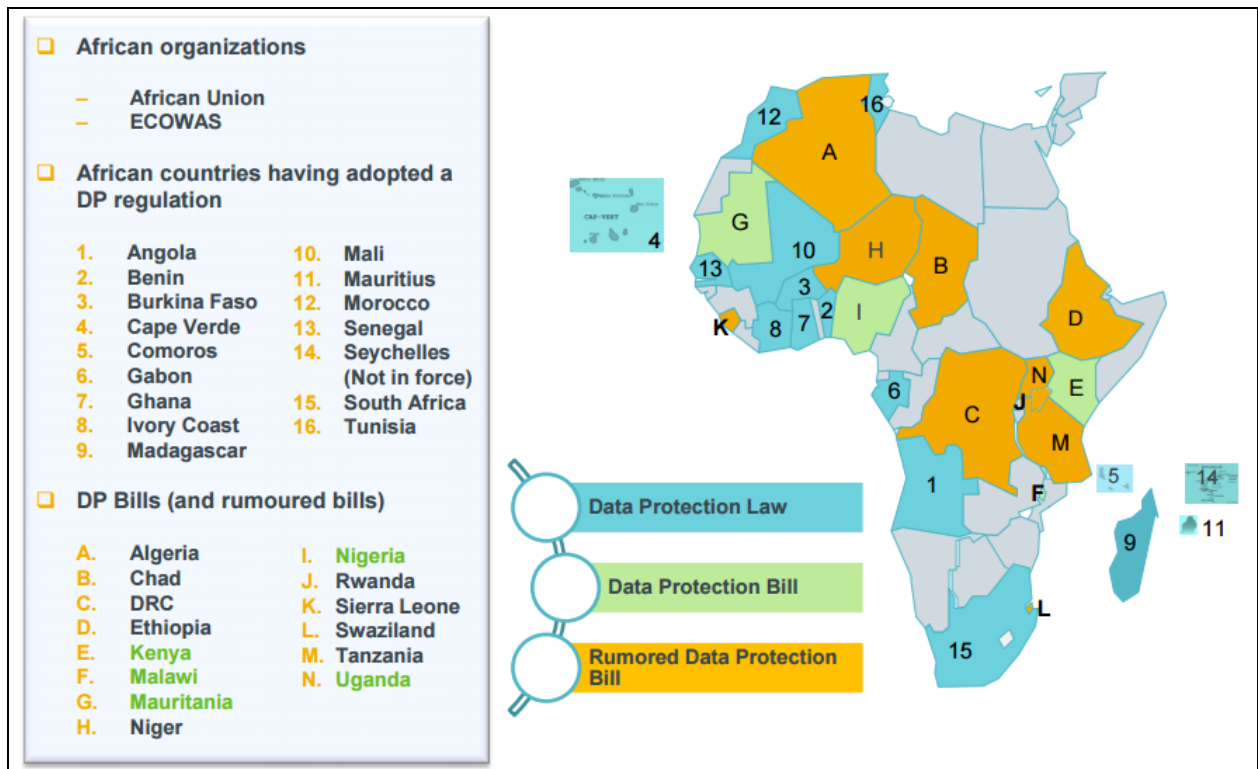 African organizations
– African Union
– ECOWAS
African countries having adopted a
DP regulation
1. Angola
2. Benin
3. Burkina Faso
4. Cape Verde
5. Comoros
6. Gabon
7. Ghana
8. Ivory Coast
9. Madagascar
10. Mali
11. Mauritius
12. Morocco
13. Senegal
14. Seychelles
(Not in force)
15. South Africa
16. Tunisia
DP Bills (and rumoured bills)
A. Algeria
B. Chad
C. DRC
D. Ethiopia
E. Kenya
F. Malawi
G. Mauritania
H. Niger
I. Nigeria
J. Rwanda
K. Sierra Leone
L. Swaziland
M. Tanzania
N. Uganda
Data Protection Law
Data Protection Bill
Rumored Data Protection
Bill
12
16
A
G
CAP-VERT
4
10
H
B
13
3
I
D
K
8
7
2
6
N
E
J
C
M
5
14
1
F
11
9
L
15